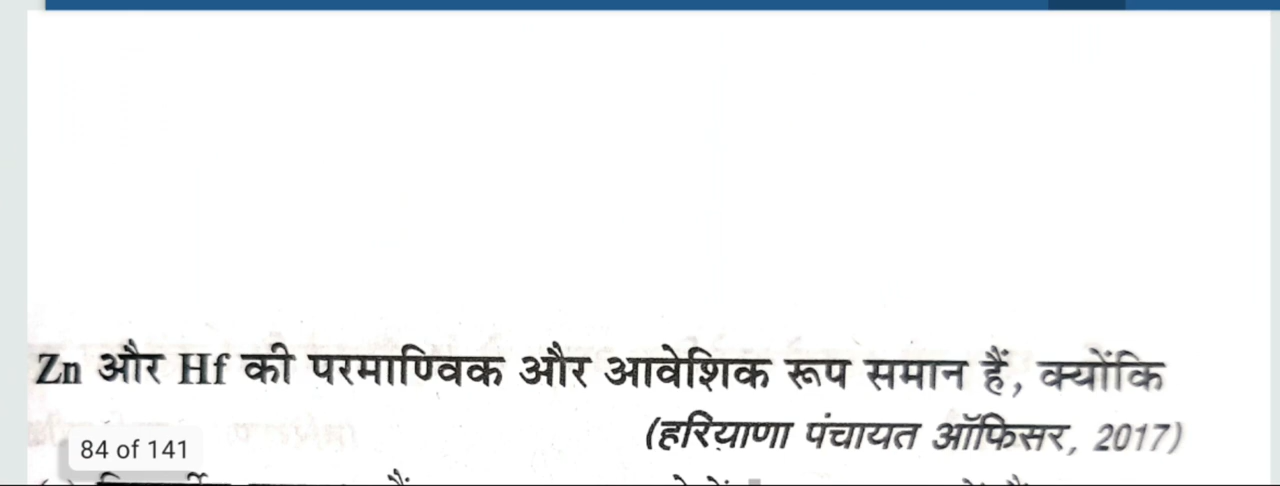 Zn और Hf की परमाण्विक और आवेशिक रूप समान हैं, क्योंकि
(हरियाणा पंचायत ऑफिसर, 2017)
84 of 141